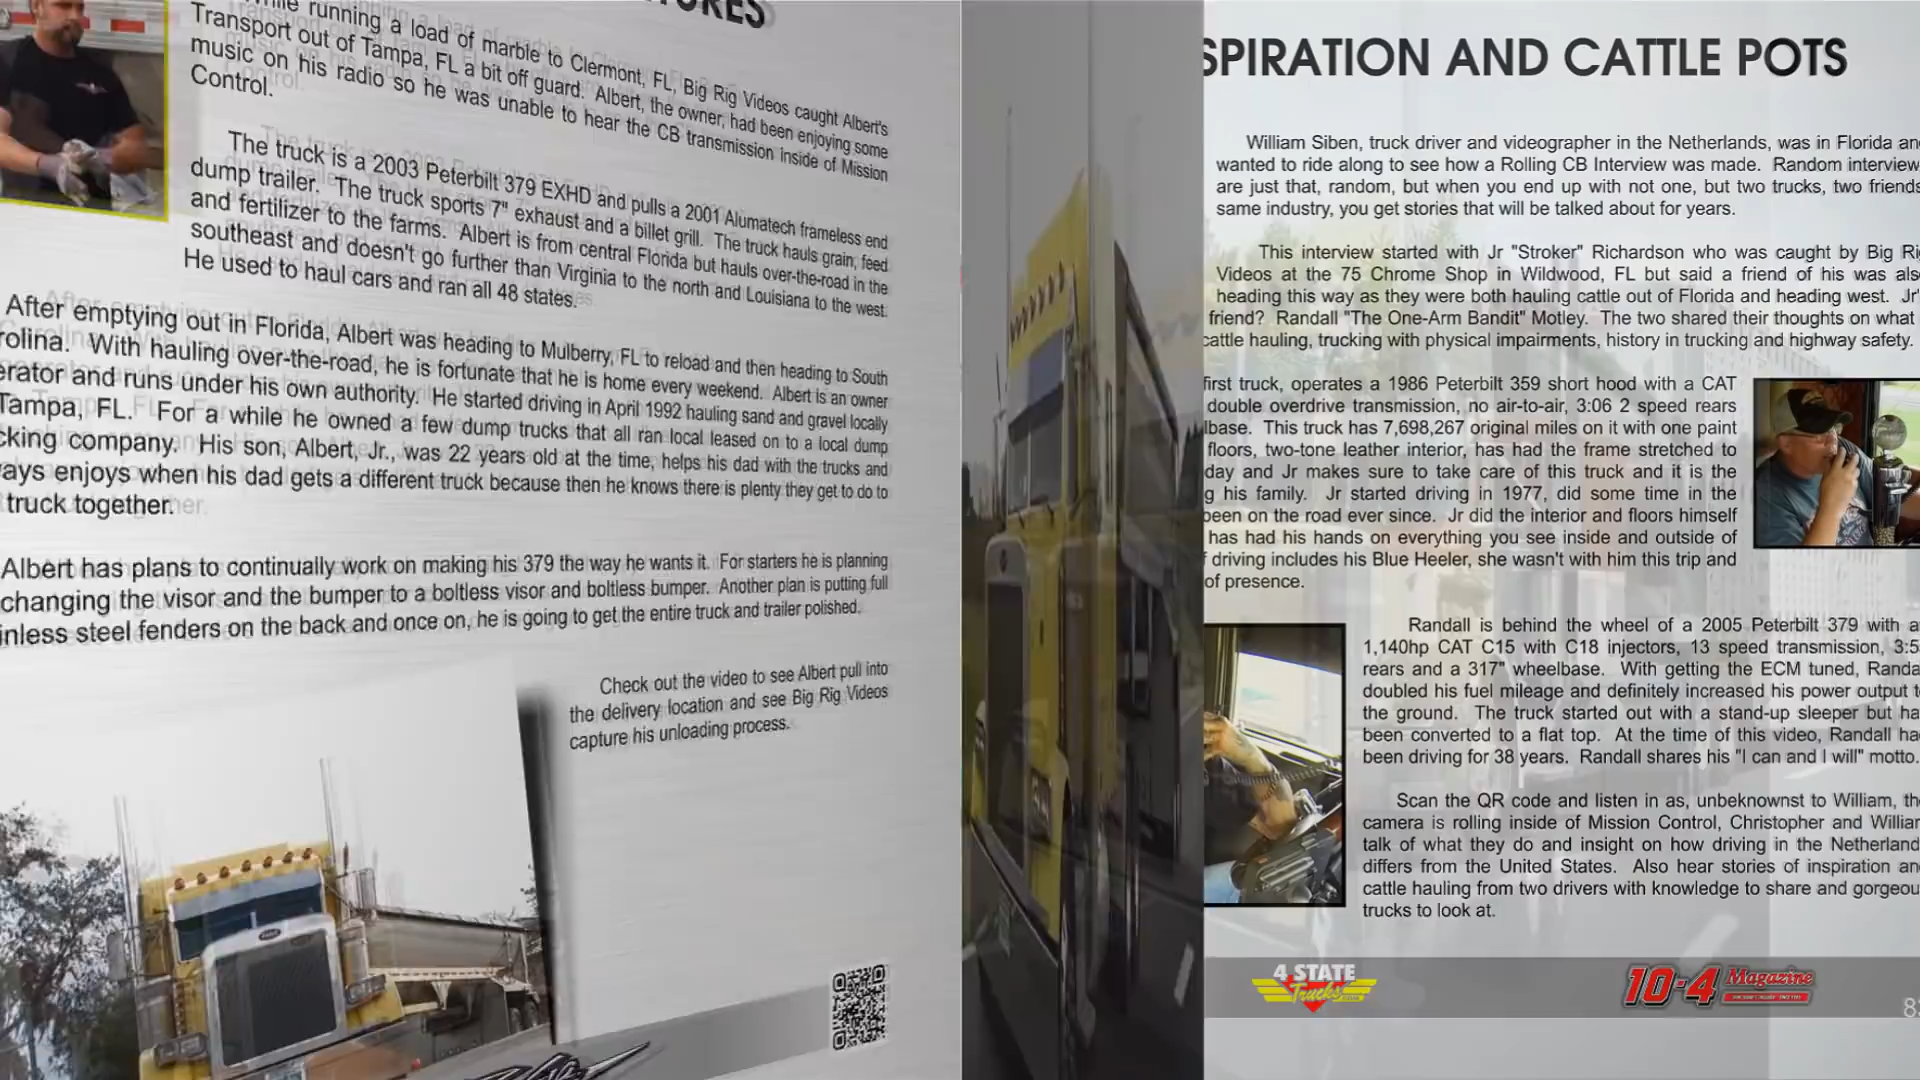 While running a load of marble to Clermont, FL, Big Rig Videos caught Albert's
Transport out of Tampa, FL a bit off guard. Albert, the owner, had been enjoying some
music on his radio so he was unable to hear the CB transmission inside of Mission
Control.
The truck is a 2003 Peterbilt 379 EXHD and pulls a 2001 Alumatech frameless end
dump trailer. The truck sports 7" exhaust and a billet grill. The truck hauls grain, feed
and fertilizer to the farms. Albert is from central Florida but hauls over-the-road in the
southeast and doesn't go further than Virginia to the north and Louisiana to the west.
He used to haul cars and ran all 48 states.
After emptying out in Florida, Albert was heading to Mulberry, FL to reload and then heading to South
rolina. With hauling over-the-road, he is fortunate that he is home every weekend. Albert is an owner
erator and runs under his own authority. He started driving in April 1992 hauling sand and gravel locally
Tampa, FL. For a while he owned a few dump trucks that all ran local leased on to a local dump
cking company. His son, Albert, Jr., was 22 years old at the time, helps his dad with the trucks and
ays enjoys when his dad gets a different truck because then he knows there is plenty they get to do to
truck together.
Albert has plans to continually work on making his 379 the way he wants it. For starters he is planning
changing the visor and the bumper to a boltless visor and boltless bumper. Another plan is putting full
inless steel fenders on the back and once on, he is going to get the entire truck and trailer polished.
Check out the video to see Albert pull into
the delivery location and see Big Rig Videos
capture his unloading process.
SPIRATION AND CATTLE POTS
William Siben, truck driver and videographer in the Netherlands, was in Florida an
wanted to ride along to see how a Rolling CB Interview was made. Random interview
are just that, random, but when you end up with not one, but two trucks, two friends
same industry, you get stories that will be talked about for years.
This interview started with Jr "Stroker" Richardson who was caught by Big Rig
Videos at the 75 Chrome Shop in Wildwood, FL but said a friend of his was als
heading this way as they were both hauling cattle out of Florida and heading west. Jr'
friend? Randall "The One-Arm Bandit" Motley. The two shared their thoughts on what
cattle hauling, trucking with physical impairments, history in trucking and highway safety.
first truck, operates a 1986 Peterbilt 359 short hood with a CAT
double overdrive transmission, no air-to-air, 3:06 2 speed rears
lbase. This truck has 7,698,267 original miles on it with one paint
floors, two-tone leather interior, has had the frame stretched to
day and Jr makes sure to take care of this truck and it is the
g his family. Jr started driving in 1977, did some time in the
been on the road ever since. Jr did the interior and floors himself
has had his hands on everything you see inside and outside of
f driving includes his Blue Heeler, she wasn't with him this trip and
of presence.
Randall is behind the wheel of a 2005 Peterbilt 379 with a
1,140hp CAT C15 with C18 injectors, 13 speed transmission, 3:5
rears and a 317" wheelbase. With getting the ECM tuned, Randa
doubled his fuel mileage and definitely increased his power output t
the ground. The truck started out with a stand-up sleeper but ha
been converted to a flat top. At the time of this video, Randall ha
been driving for 38 years. Randall shares his "I can and I will" motto.
Scan the QR code and listen in as, unbeknownst to William, th
camera is rolling inside of Mission Control, Christopher and William
talk of what they do and insight on how driving in the Netherland
differs from the United States. Also hear stories of inspiration an
cattle hauling from two drivers with knowledge to share and gorgeou
trucks to look at.
4 STATE
Trucks
10-4 Magazine